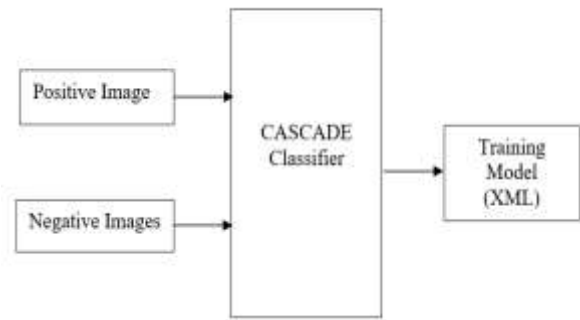 Positive Image
Negative Images
CASCADE
Classifier
Training
Model
(XML)